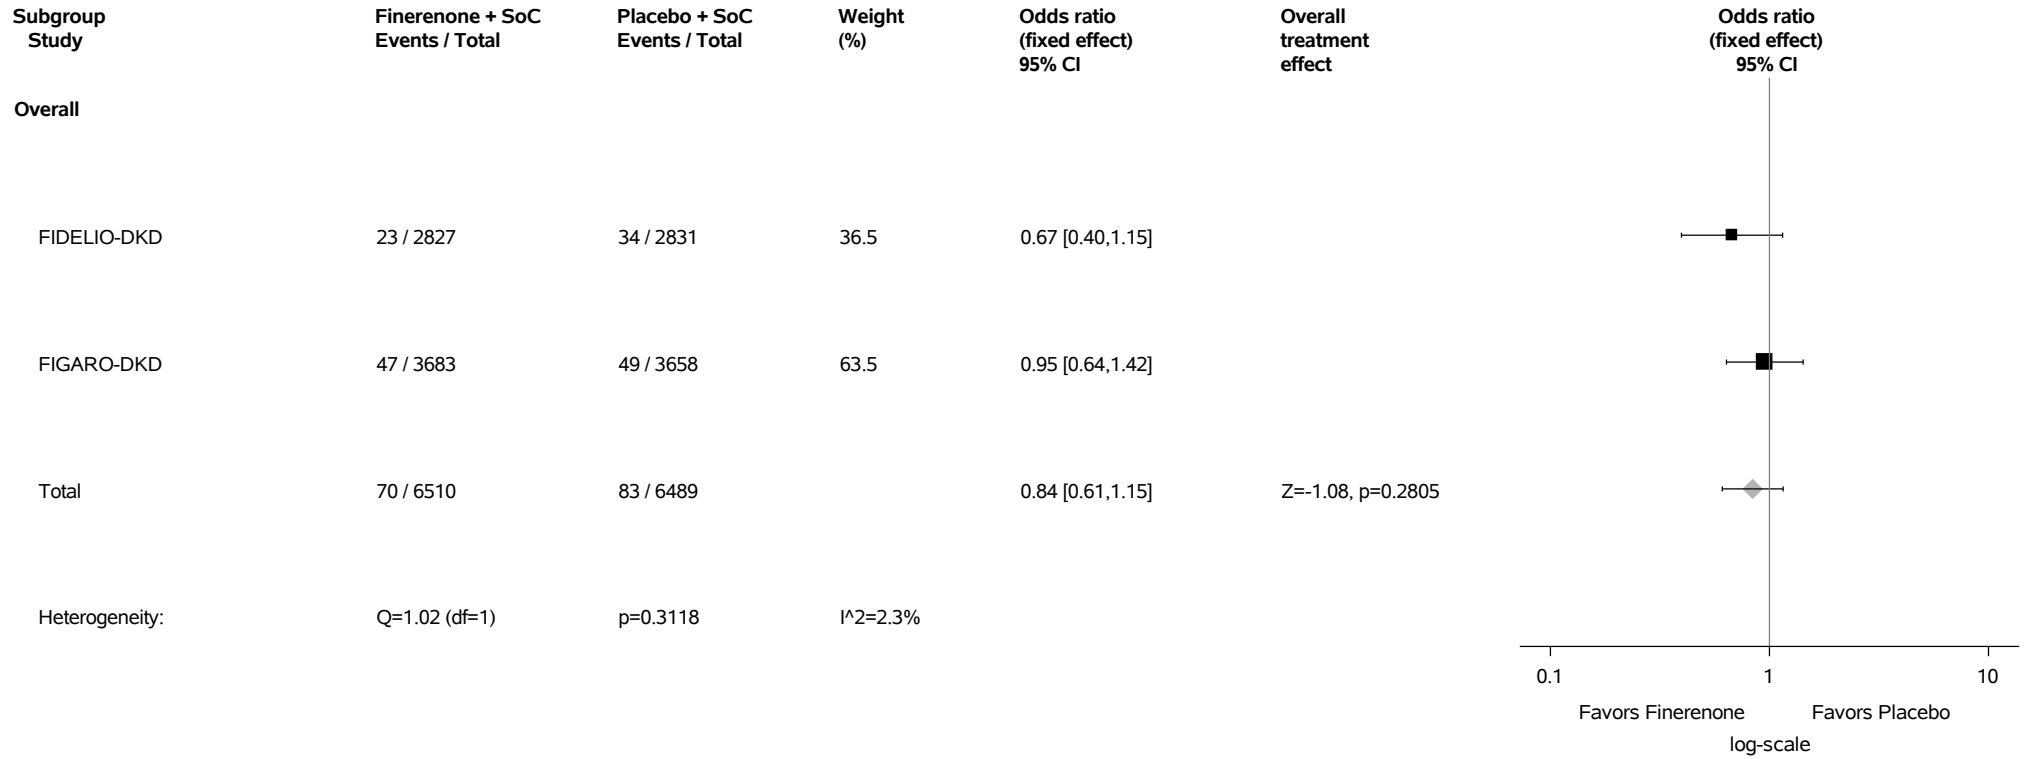 Subgroup Finerenone + SoC Placebo + SoC Weight Odds ratio Overall Odds ratio
Study Events / Total Events / Total (%) (fixed effect) treatment (fixed effect)
95% CI effect 95% CI
Overall
FIDELIO-DKD 23 / 2827 34 / 2831 36.5 0.67 [0.40,1.15]
FIGARO-DKD 47 / 3683 49 / 3658 63.5 0.95 [0.64,1.42]
Total 70 / 6510 83 / 6489 0.84 [0.61,1.15] Z=-1.08, p=0.2805
Heterogeneity: Q=1.02 (df=1) p=0.3118 I^2=2.3%
0.1 1 10
Favors Finerenone Favors Placebo
log-scale